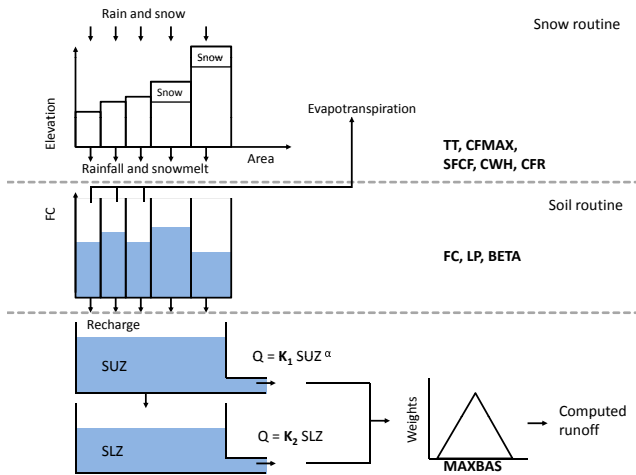 Rain and snow
Snow routine
Snow
Snow
Elevation
Evapotranspiration
Area
Rainfall and snowmelt
TT, CFMAX,
SFCF, CWH, CFR
Soil routine
FC
FC, LP, BETA
Recharge
SUZ
Q = K₁ SUZ ᵅ
SLZ
Q = K₂ SLZ
Weights
MAXBAS
Computed
runoff